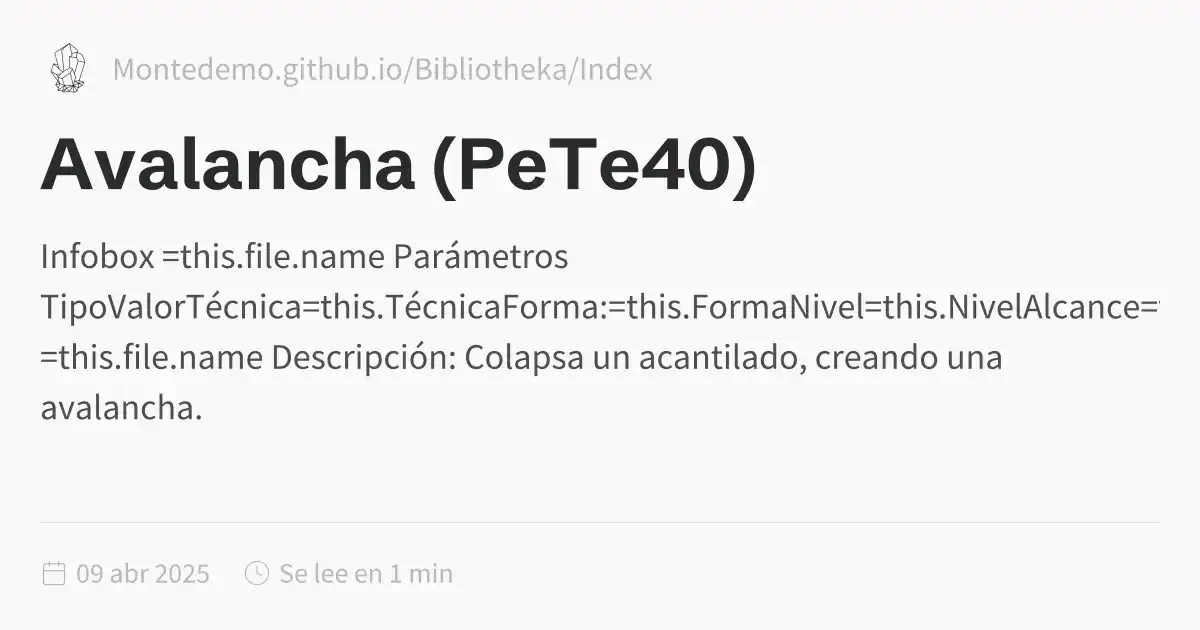 Montedemo.github.io/Bibliotheka/Index
Avalancha (PeTe40)
Infobox =this.file.name Parámetros
TipoValorTécnica=this.TécnicaForma:=this.FormaNivel=this.NivelAlcance=
=this.file.name Descripción: Colapsa un acantilado, creando una
avalancha.
09 abr 2025 Se lee en 1 min